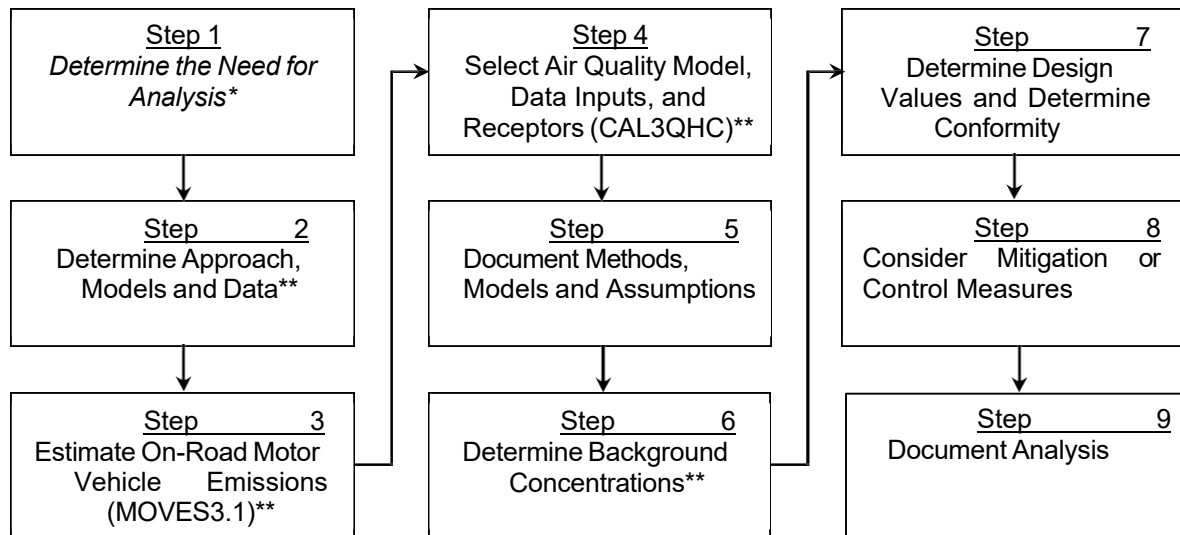 Step 1
Determine the Need for
Analysis*
Step 2
Determine Approach,
Models and Data**
Step 3
Estimate On-Road Motor
Vehicle Emissions
(MOVES3.1)**
Step 4
Select Air Quality Model,
Data Inputs, and
Receptors (CAL3QHC)**
Step 5
Document Methods,
Models and Assumptions
Step 6
Determine Background
Concentrations**
Step 7
Determine Design
Values and Determine
Conformity
Step 8
Consider Mitigation or
Control Measures
Step 9
Document Analysis